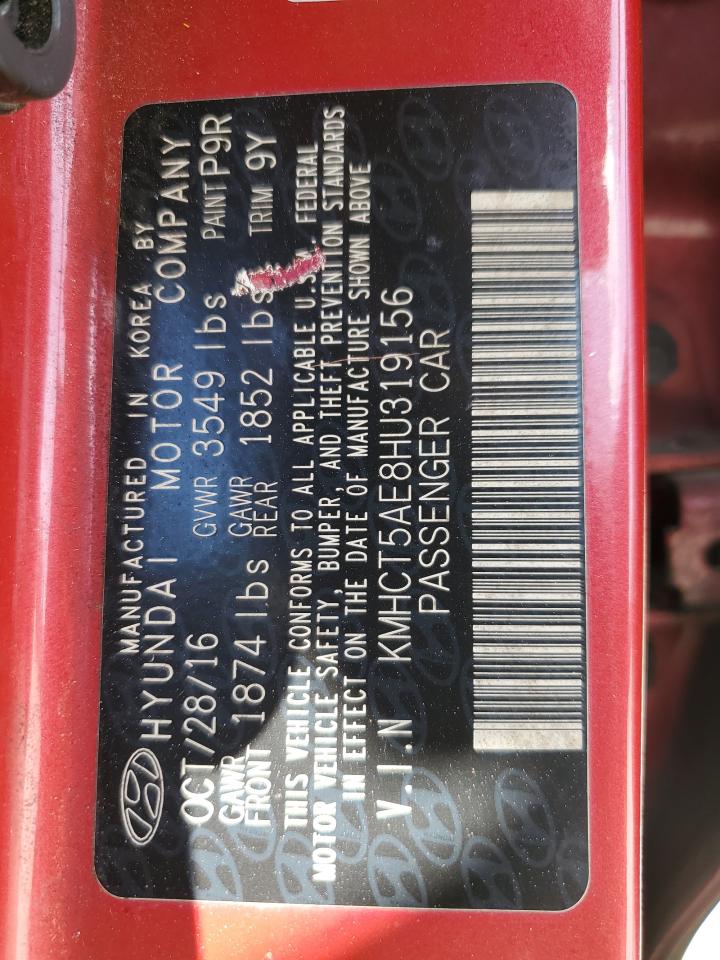 MANUFACTURED IN KOREA BY
HYUNDAI MOTOR COMPANY
OCT/28/16 GVWR 3549 lbs PAINT P9R
GAWR FRONT 1874 lbs GAWR REAR 1852 lbs TRIM 9Y
THIS VEHICLE CONFORMS TO ALL APPLICABLE U.S.A. FEDERAL
MOTOR VEHICLE SAFETY, BUMPER, AND THEFT PREVENTION STANDARDS
IN EFFECT ON THE DATE OF MANUFACTURE SHOWN ABOVE
V.I.N KMHCT5AE8HU319156
PASSENGER CAR